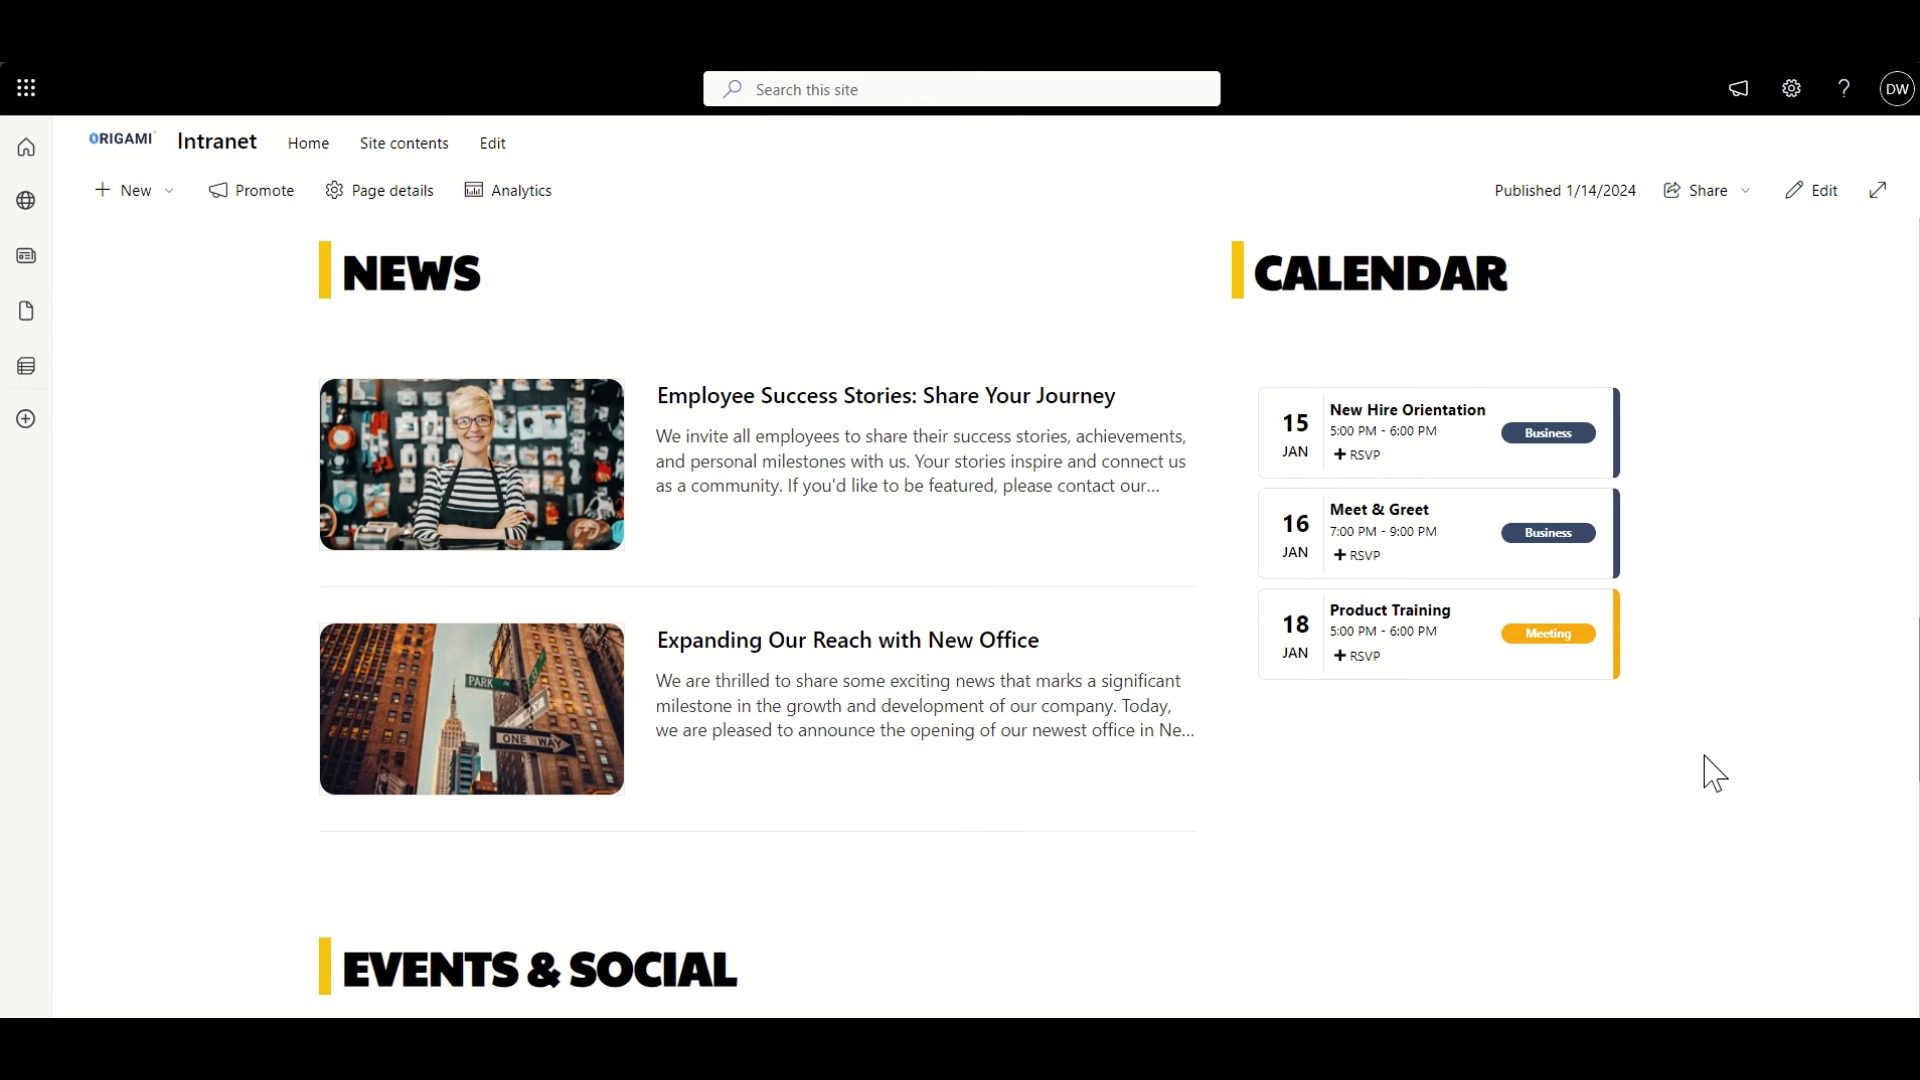 Search this site
DW
ORIGAMI
Intranet
Home
Site contents
Edit
New
Promote
Page details
Analytics
Published 1/14/2024
Share
Edit
NEWS
Employee Success Stories: Share Your Journey
We invite all employees to share their success stories, achievements,
and personal milestones with us. Your stories inspire and connect us
as a community. If you'd like to be featured, please contact our...
PARK
ONE WAY
Expanding Our Reach with New Office
We are thrilled to share some exciting news that marks a significant
milestone in the growth and development of our company. Today,
we are pleased to announce the opening of our newest office in Ne...
CALENDAR
15
JAN
New Hire Orientation
5:00 PM - 6:00 PM
+ RSVP
Business
16
JAN
Meet & Greet
7:00 PM - 9:00 PM
+ RSVP
Business
18
JAN
Product Training
5:00 PM - 6:00 PM
+ RSVP
Meeting
EVENTS & SOCIAL